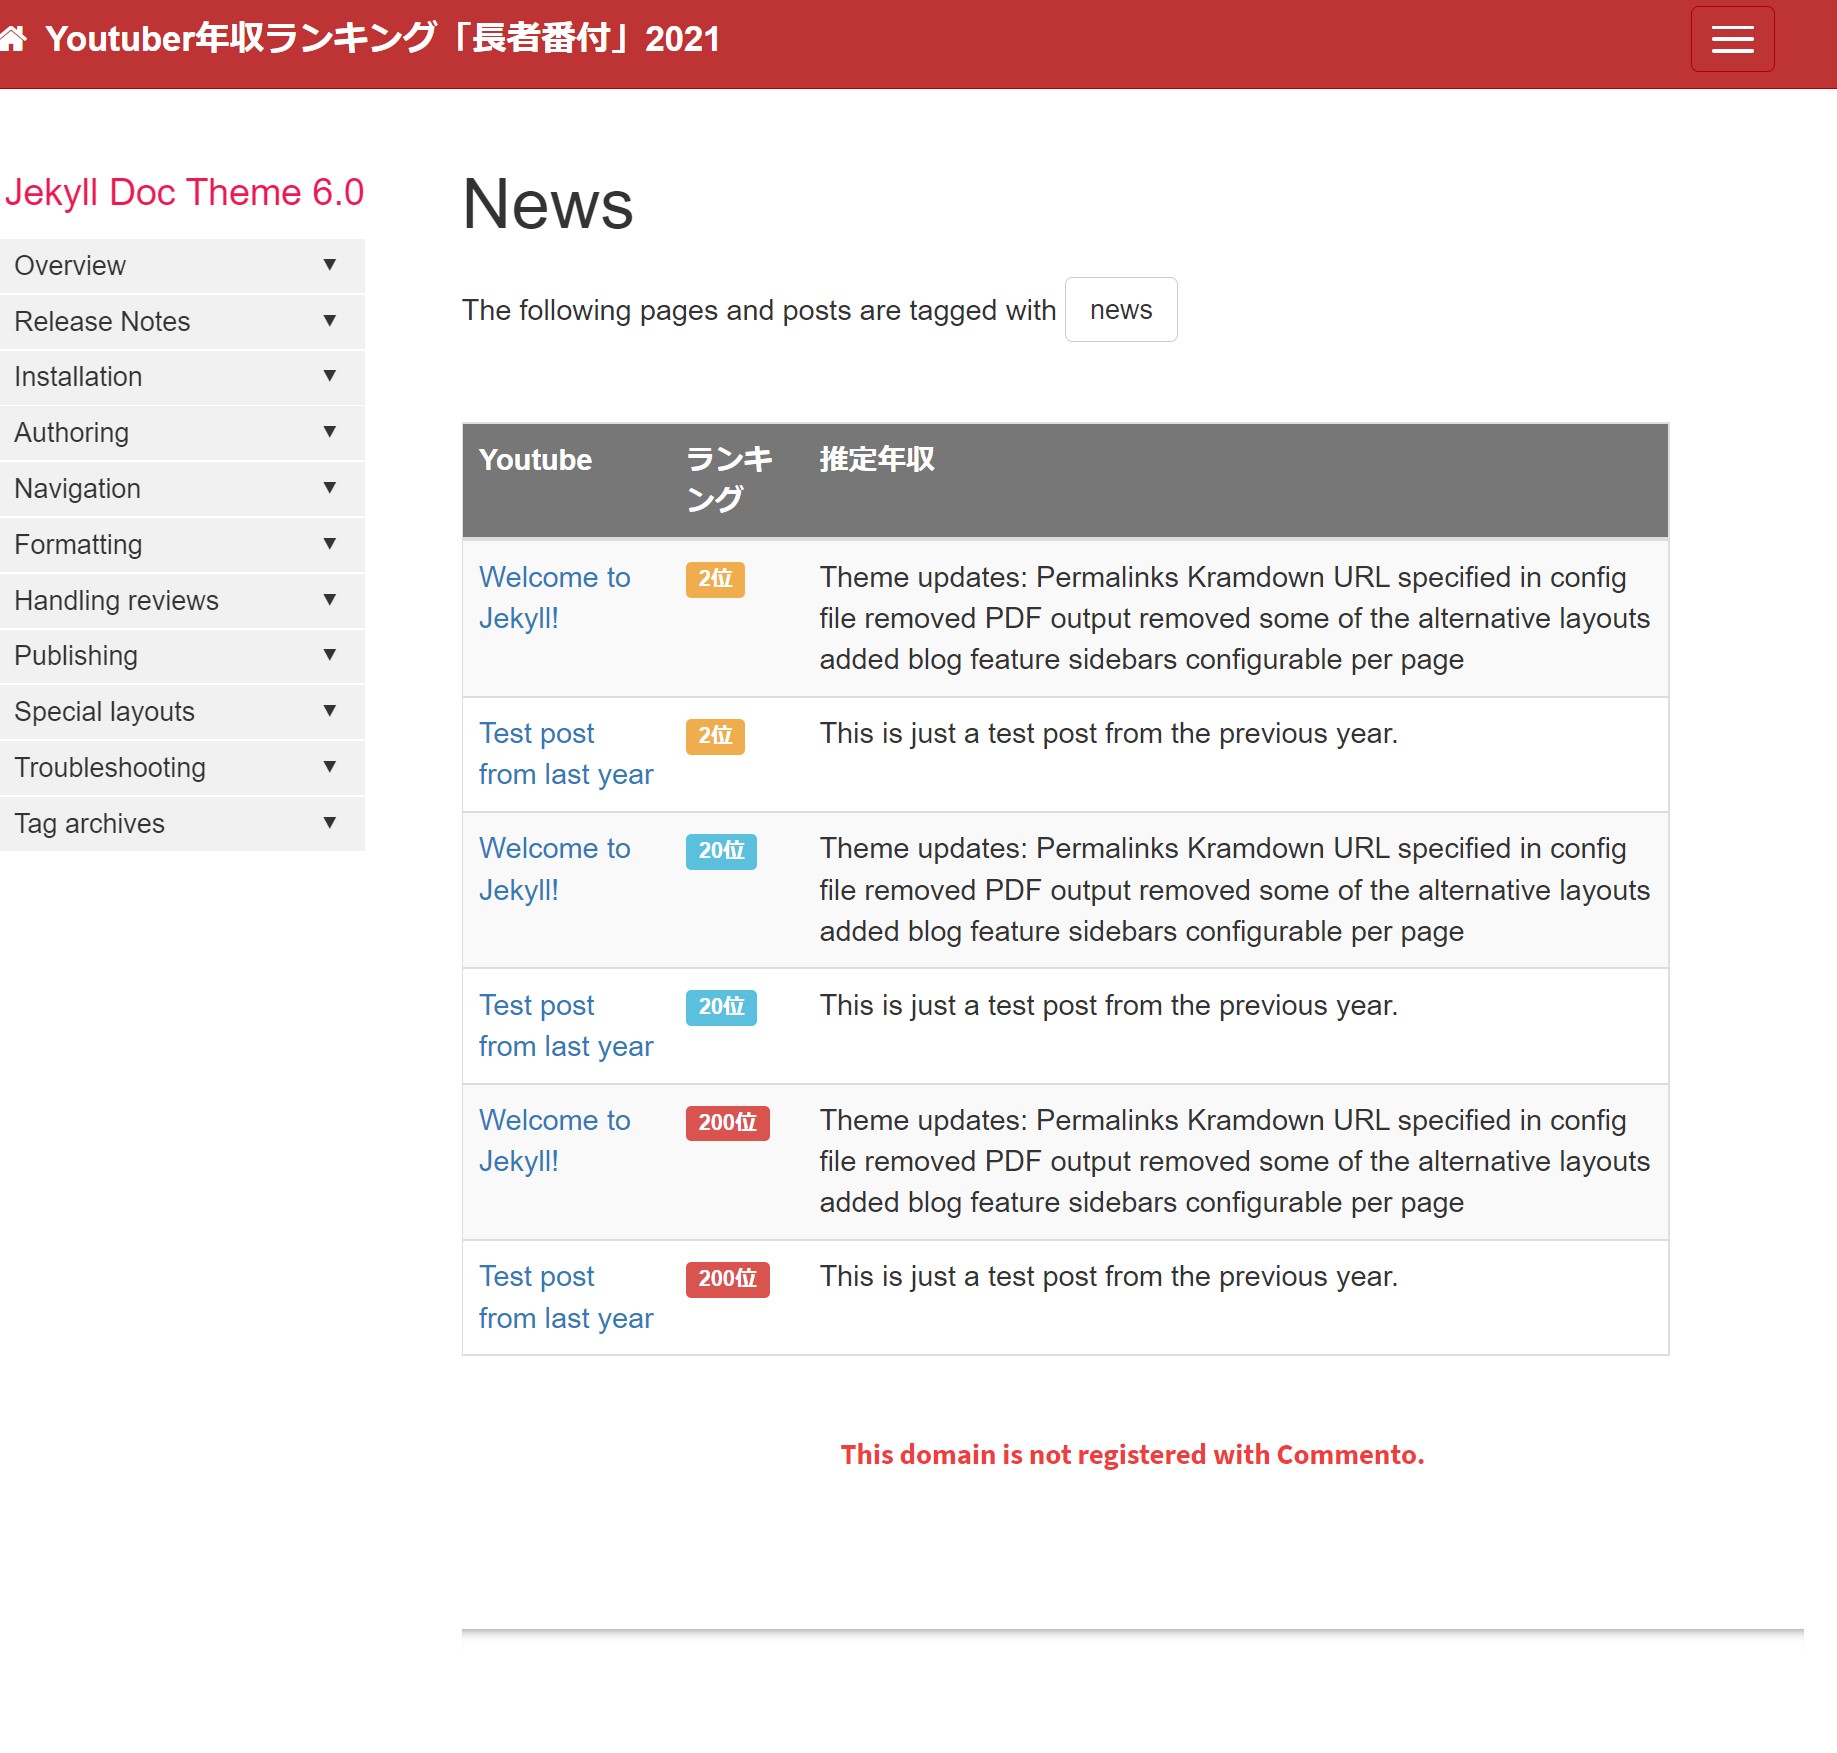 Youtuber年収ランキング「長者番付」2021
Jekyll Doc Theme 6.0
Overview
Release Notes
Installation
Authoring
Navigation
Formatting
Handling reviews
Publishing
Special layouts
Troubleshooting
Tag archives
News
The following pages and posts are tagged with news
Youtube
ランキ
ング
推定年収
Welcome to
Jekyll!
2位
Theme updates: Permalinks Kramdown URL specified in config
file removed PDF output removed some of the alternative layouts
added blog feature sidebars configurable per page
Test post
from last year
2位
This is just a test post from the previous year.
Welcome to
Jekyll!
20位
Theme updates: Permalinks Kramdown URL specified in config
file removed PDF output removed some of the alternative layouts
added blog feature sidebars configurable per page
Test post
from last year
20位
This is just a test post from the previous year.
Welcome to
Jekyll!
200位
Theme updates: Permalinks Kramdown URL specified in config
file removed PDF output removed some of the alternative layouts
added blog feature sidebars configurable per page
Test post
from last year
200位
This is just a test post from the previous year.
This domain is not registered with Commento.